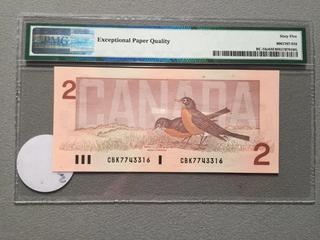 PMG
Exceptional Paper Quality
Sixty Five
2
CANADA
CBK7743316
CBK7743316
2